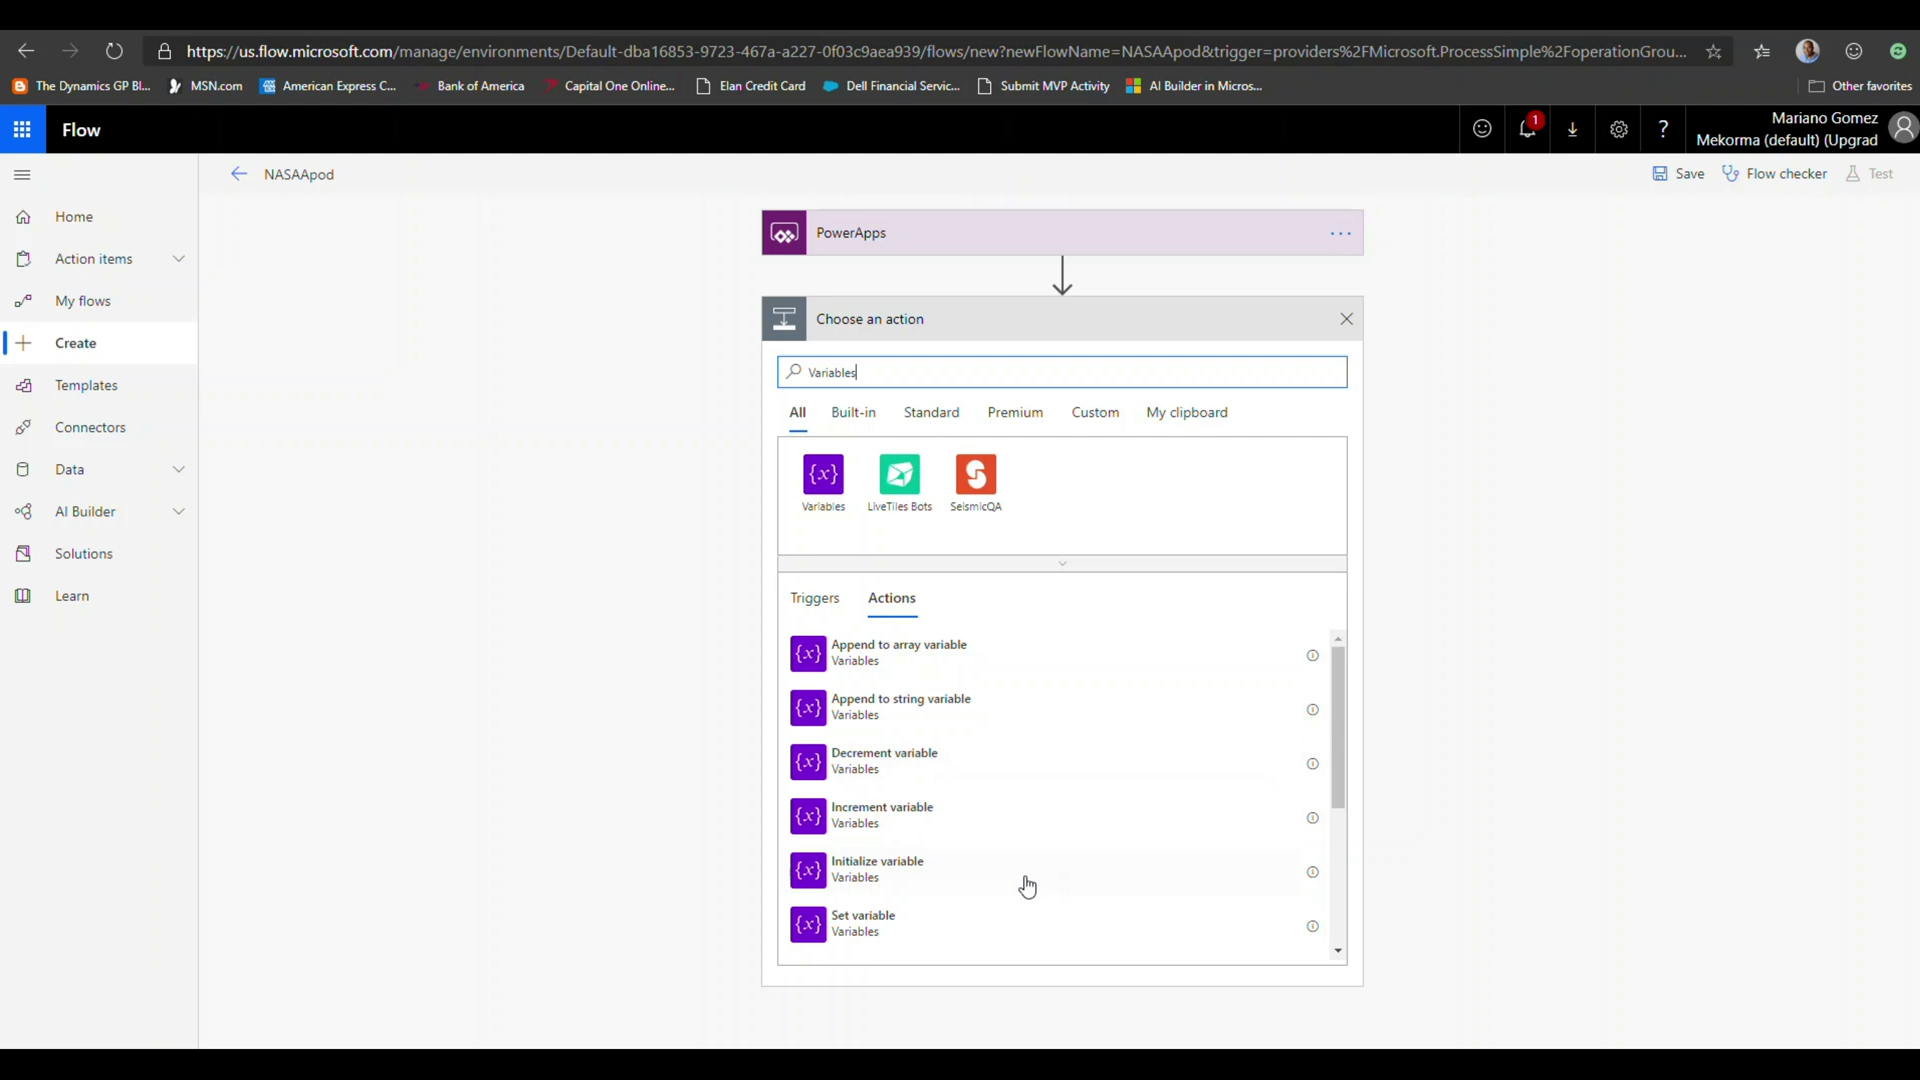 https://us.flow.microsoft.com/manage/environments/Default-dba16853-9723-467a-a227-0f03c9aea939/flows/new?newFlowName=NASAApod&trigger=providers%2FMicrosoft.ProcessSimple%2FoperationGrou...
The Dynamics GP Bl... MSN.com American Express C... Bank of America Capital One Online... Elan Credit Card Dell Financial Servic... Submit MVP Activity AI Builder in Micros... Other favorites
Flow
1
?
Mariano Gomez
Mekorma (default) (Upgrad
NASAApod
Save Flow checker Test
Home
Action items
My flows
Create
Templates
Connectors
Data
AI Builder
Solutions
Learn
PowerApps
...
Choose an action
Variables
All Built-in Standard Premium Custom My clipboard
{x}
Variables LiveTiles Bots SeismicQA
Triggers Actions
{x} Append to array variable
Variables
{x} Append to string variable
Variables
{x} Decrement variable
Variables
{x} Increment variable
Variables
{x} Initialize variable
Variables
{x} Set variable
Variables